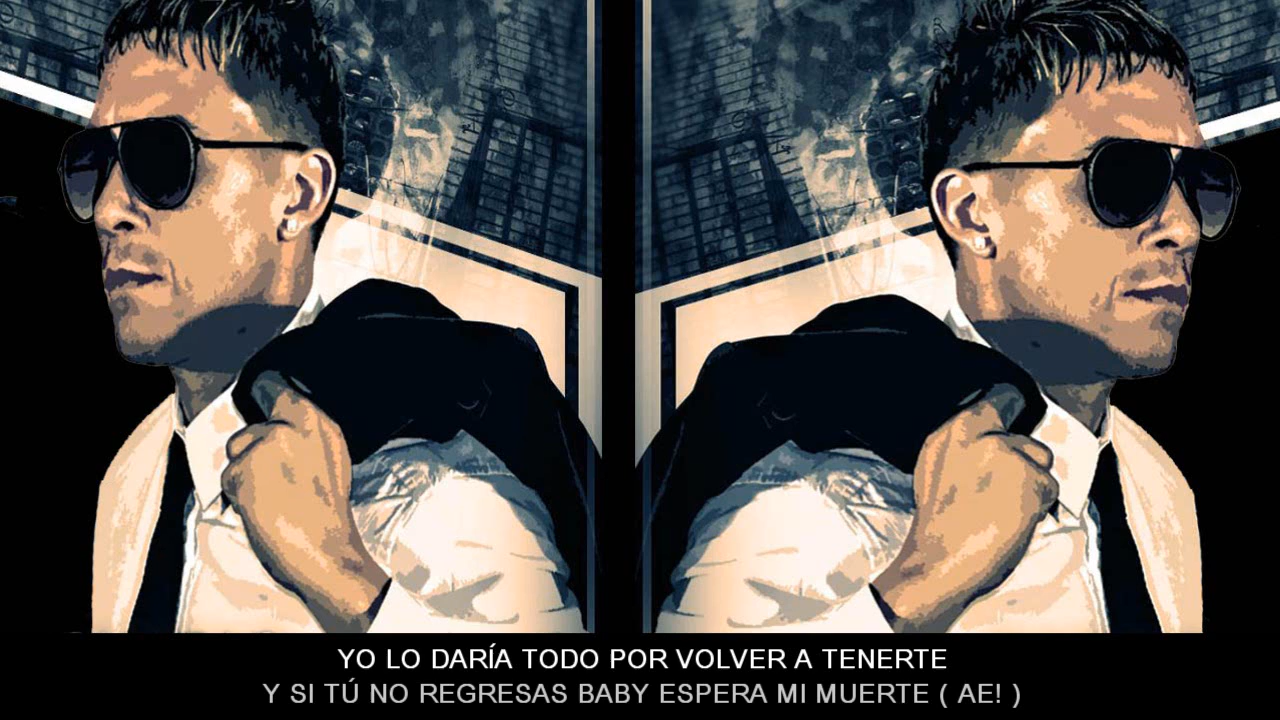 YO LO DARÍA TODO POR VOLVER A TENERTE
Y SI TÚ NO REGRESAS BABY ESPERA MI MUERTE ( AE! )